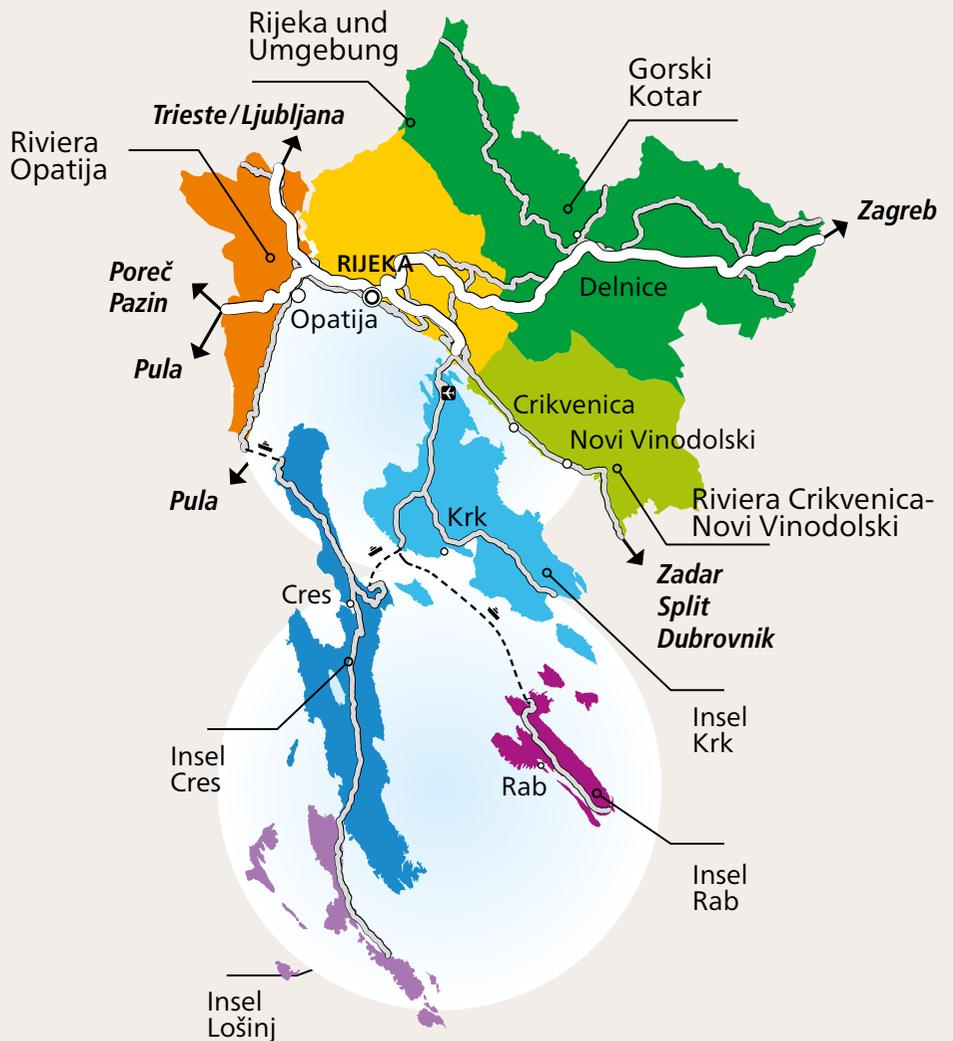 Rijeka und
Umgebung
Gorski
Kotar
Trieste/Ljubljana
Riviera
Opatija
Zagreb
Poreč
Pazin
RIJEKA
Delnice
Opatija
Pula
Crikvenica
Novi Vinodolski
Pula
Riviera Crikvenica-
Novi Vinodolski
Krk
Zadar
Split
Dubrovnik
Cres
Insel
Krk
Insel
Cres
Rab
Insel
Rab
Insel
Lošinj